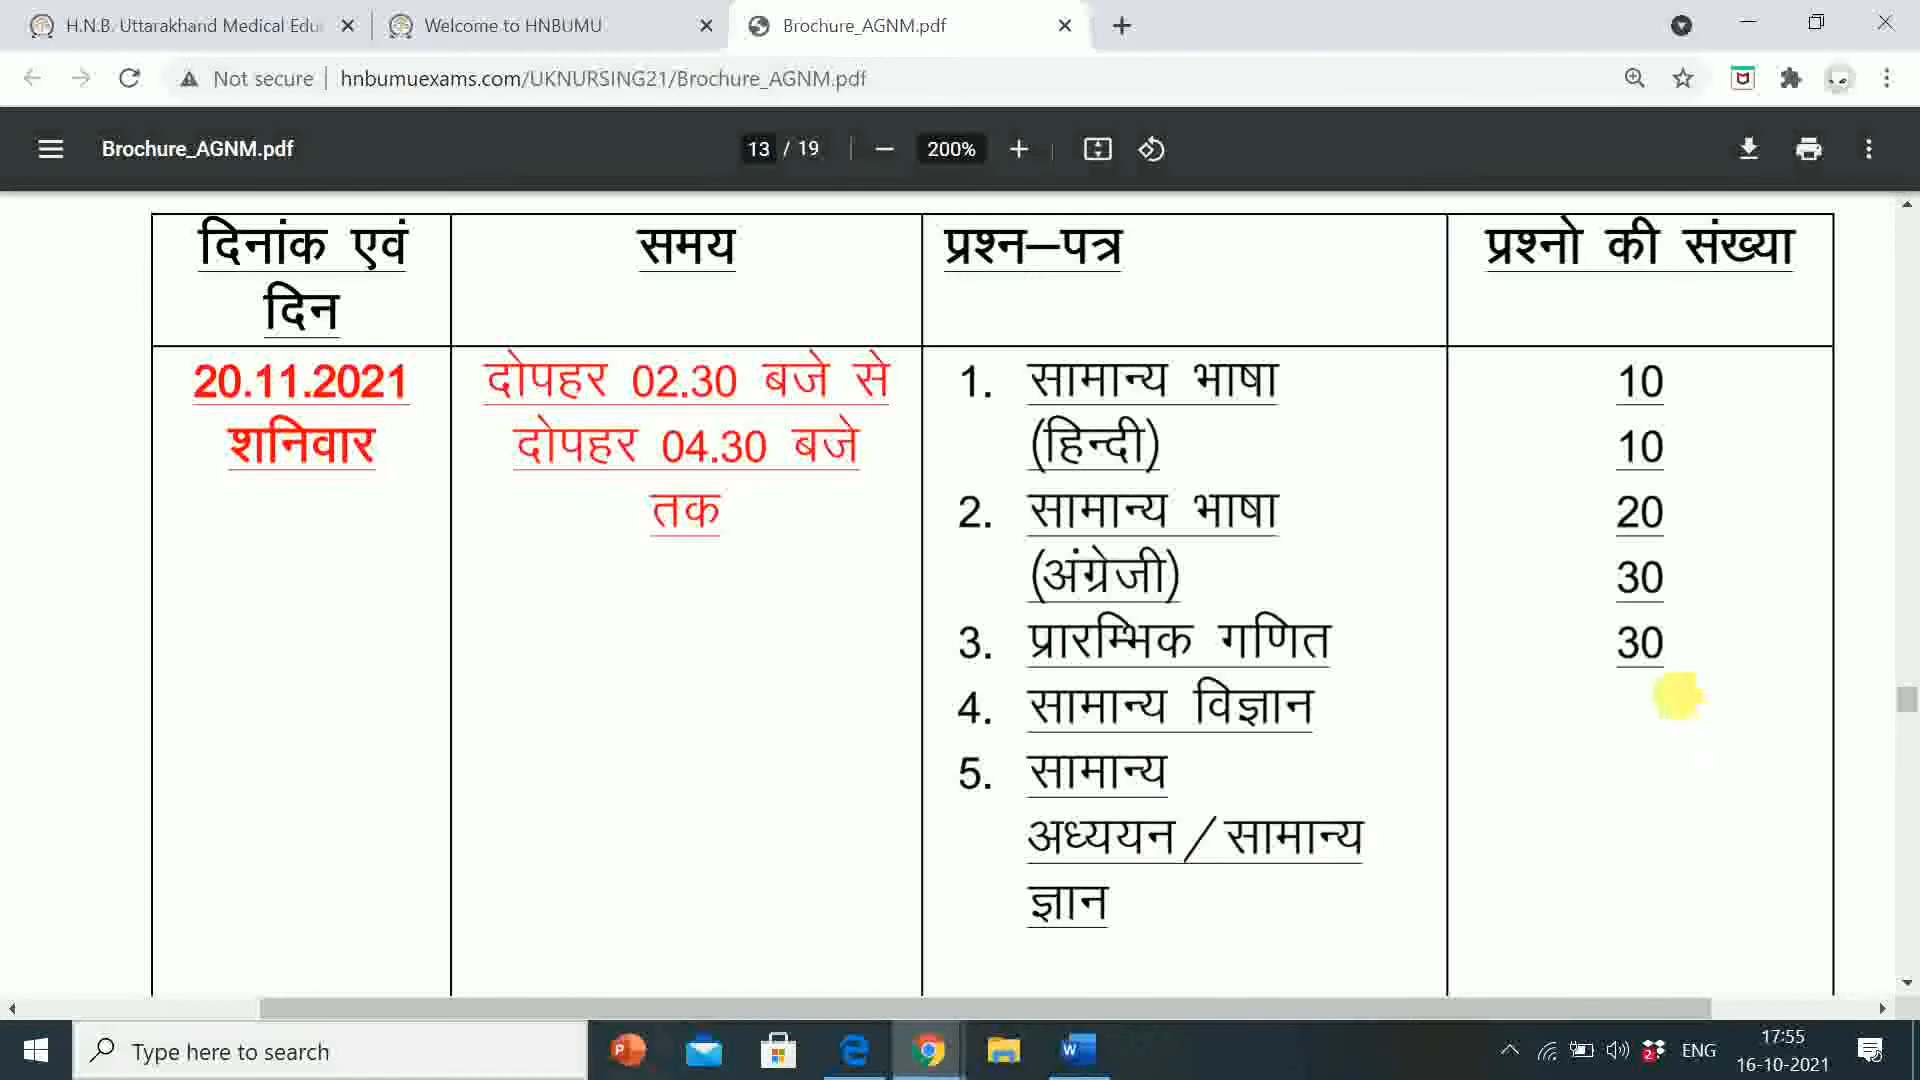 H.N.B. Uttarakhand Medical Edu
Welcome to HNBUMU
Brochure_AGNM.pdf
Not secure
hnbumuexams.com/UKNURSING21/Brochure_AGNM.pdf
Brochure_AGNM.pdf
13 / 19
200%
दिनांक एवं
दिन
समय
प्रश्न–पत्र
प्रश्नो की संख्या
20.11.2021
शनिवार
दोपहर 02.30 बजे से
दोपहर 04.30 बजे
तक
1. सामान्य भाषा
(हिन्दी)
2. सामान्य भाषा
(अंग्रेजी)
3. प्रारम्भिक गणित
4. सामान्य विज्ञान
5. सामान्य
अध्ययन/सामान्य
ज्ञान
10
10
20
30
30
Type here to search
2
ENG
17:55
16-10-2021